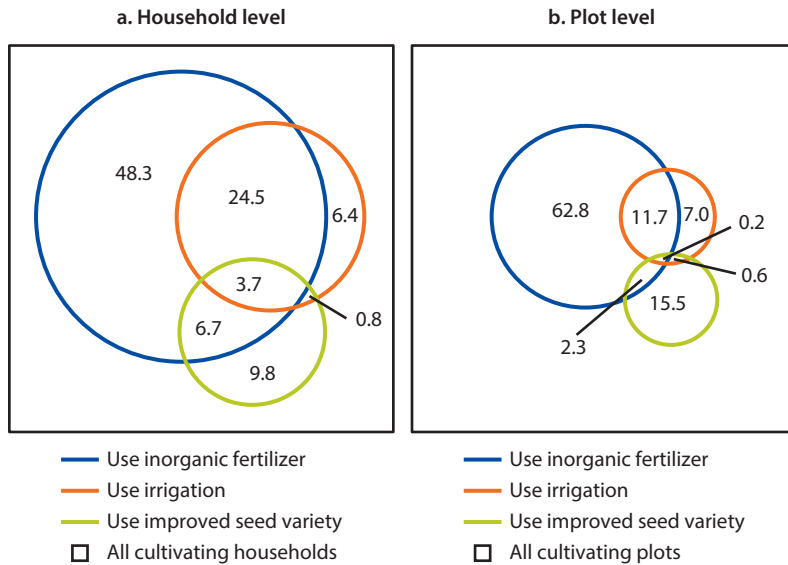 a. Household level
48.3
24.5
6.4
3.7
0.8
6.7
9.8
Use inorganic fertilizer
Use irrigation
Use improved seed variety
All cultivating households
b. Plot level
62.8
11.7
7.0
0.2
0.6
15.5
2.3
Use inorganic fertilizer
Use irrigation
Use improved seed variety
All cultivating plots